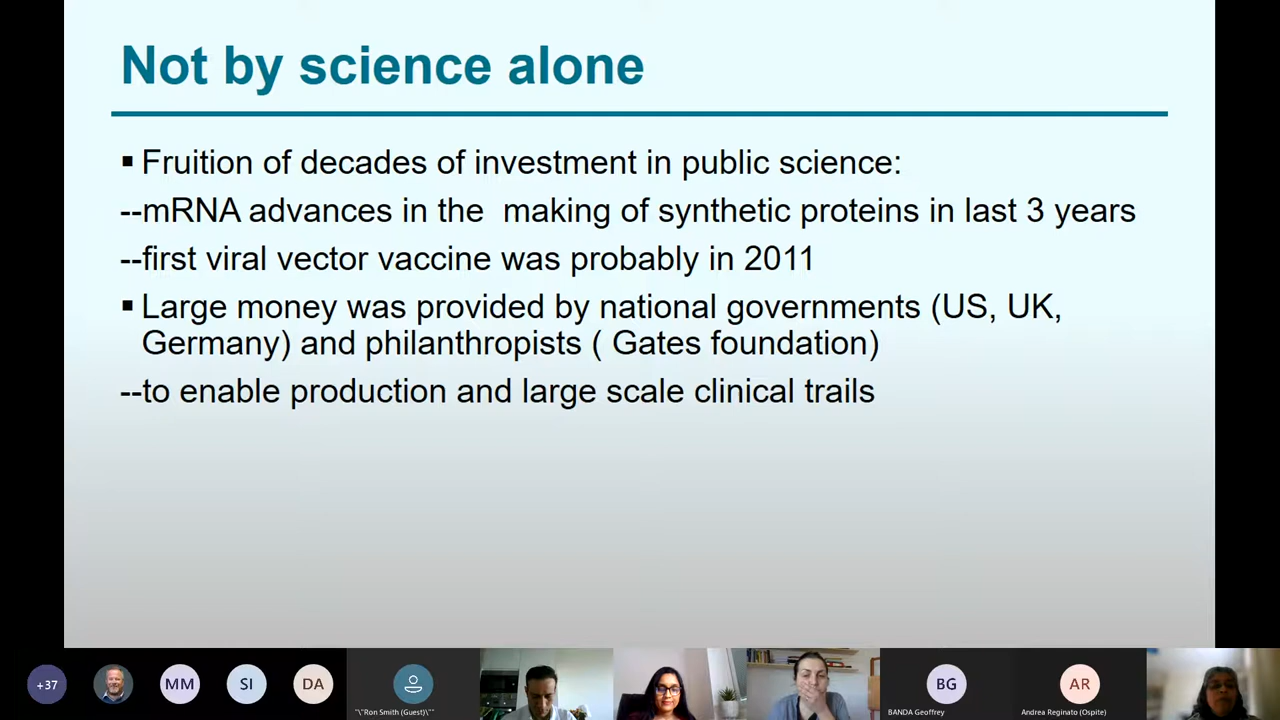 Not by science alone
▪ Fruition of decades of investment in public science:
--mRNA advances in the  making of synthetic proteins in last 3 years
--first viral vector vaccine was probably in 2011
▪ Large money was provided by national governments (US, UK,
Germany) and philanthropists ( Gates foundation)
--to enable production and large scale clinical trails
+37
MM
SI
DA
"\"Ron Smith (Guest)\""
BG
BANDA Geoffrey
AR
Andrea Reginato (Ospite)